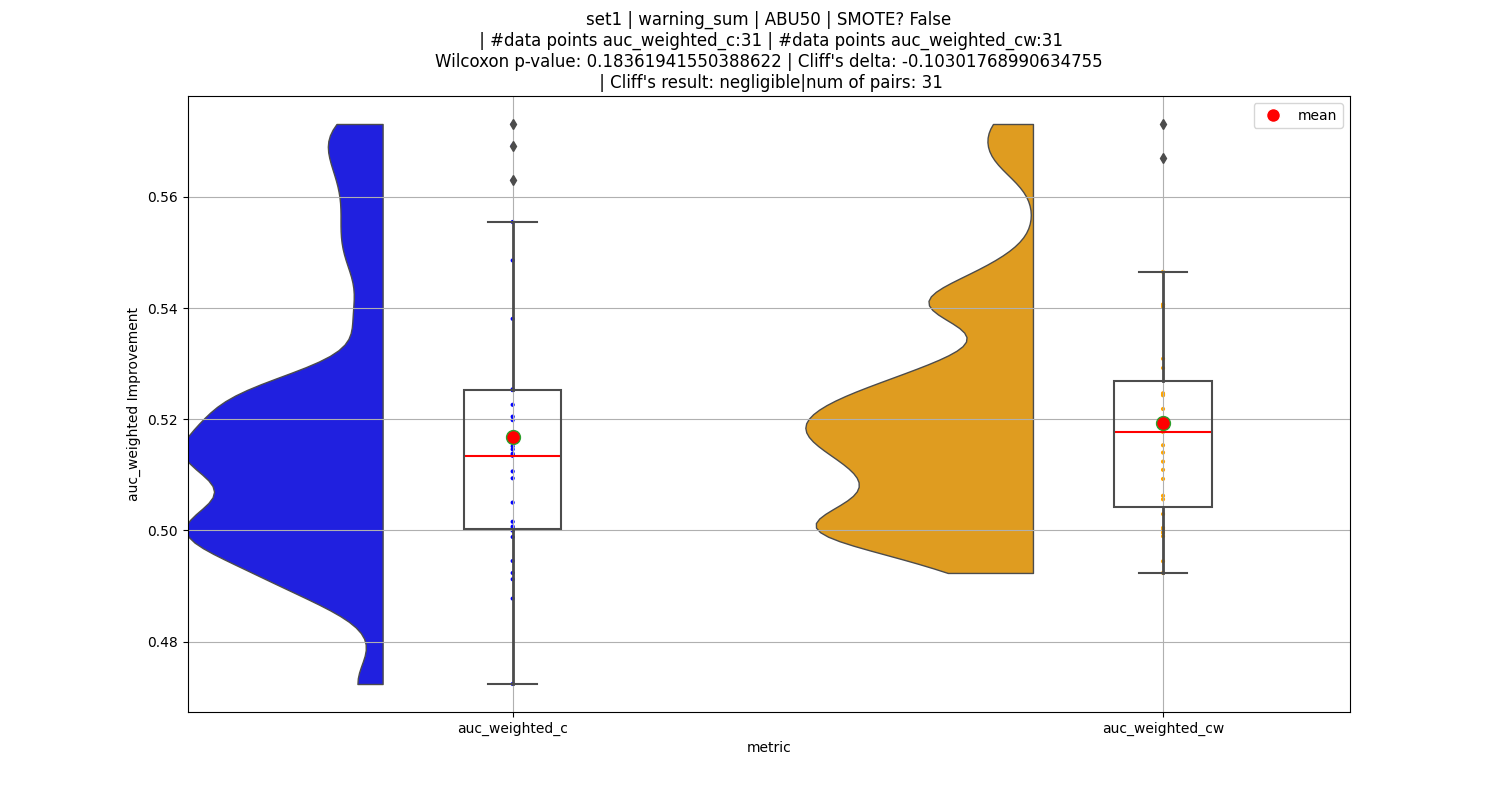 set1 | warning_sum | ABU50 | SMOTE? False
| #data points auc_weighted_c:31 | #data points auc_weighted_cw:31
Wilcoxon p-value: 0.18361941550388622 | Cliff's delta: -0.10301768990634755
| Cliff's result: negligible|num of pairs: 31
mean
0.56
0.54
0.52
0.50
0.48
auc_weighted Improvement
auc_weighted_c
auc_weighted_cw
metric